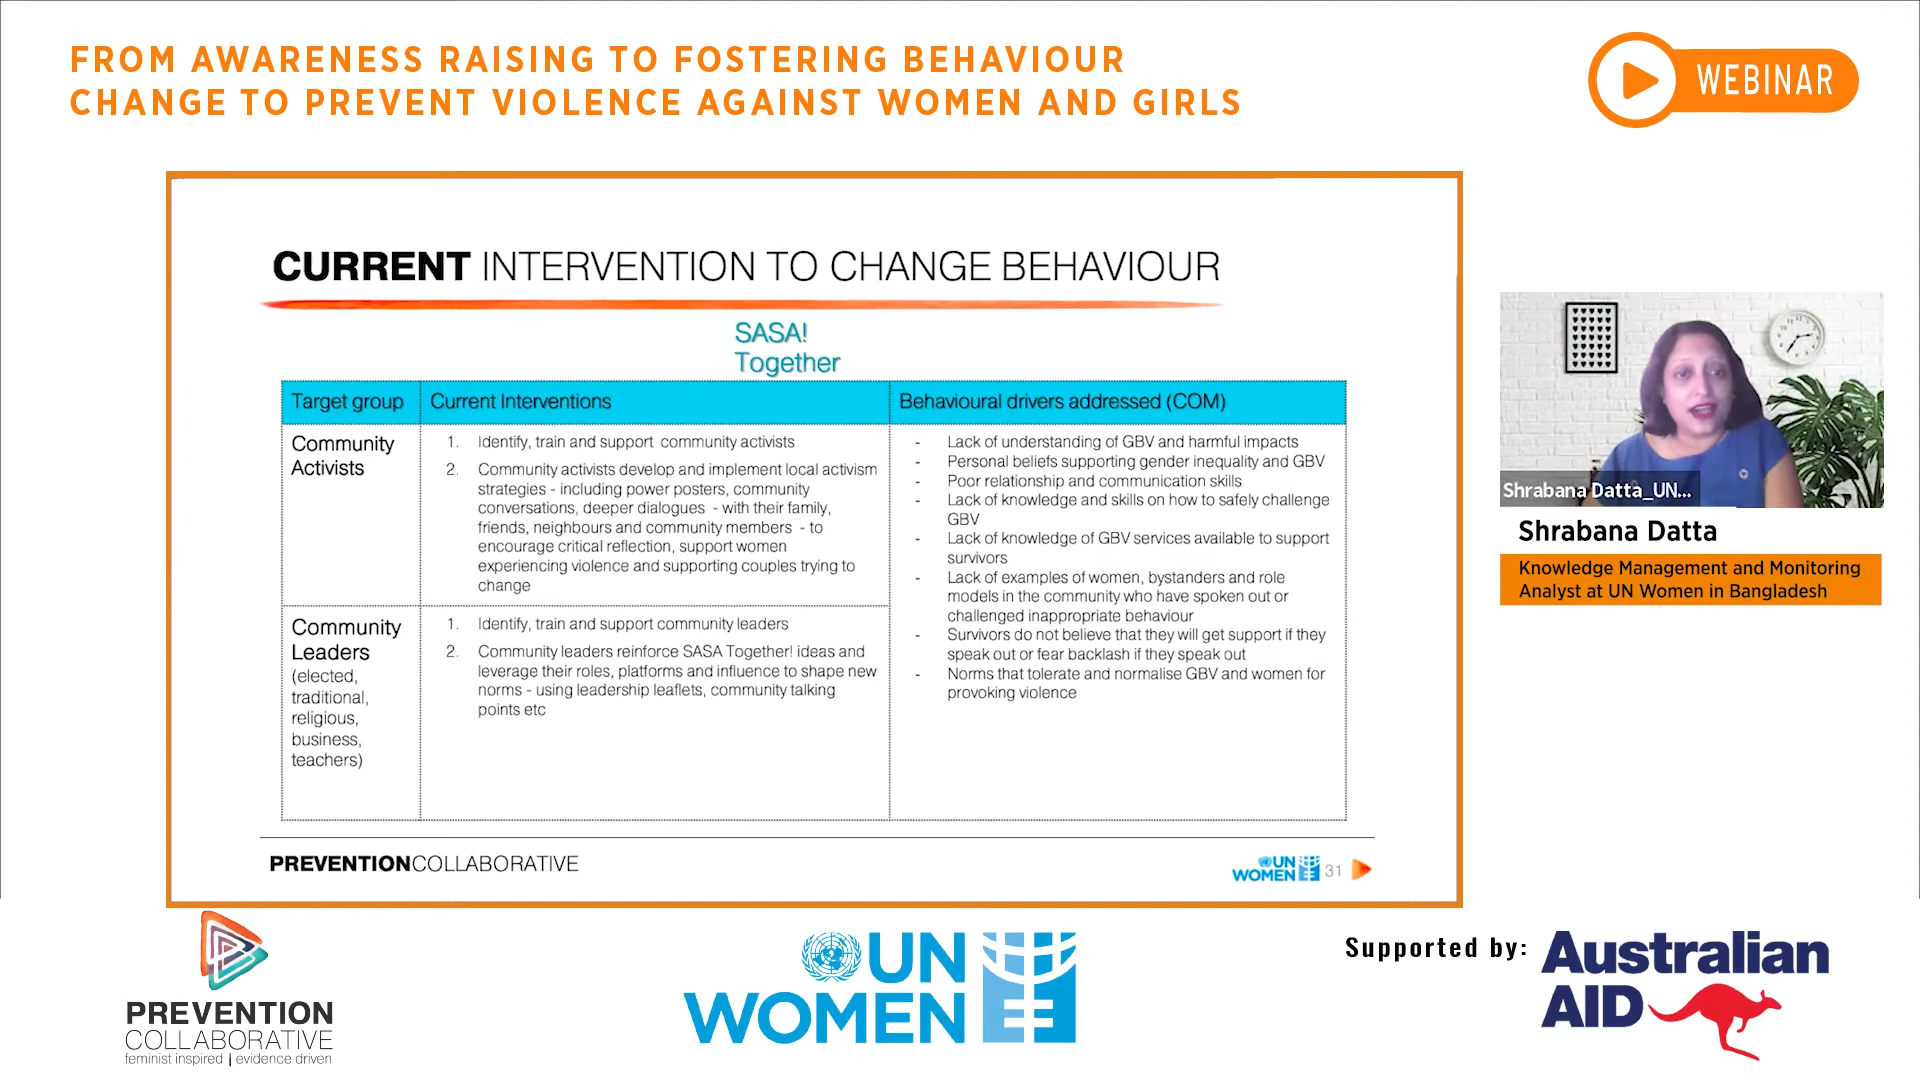 FROM AWARENESS RAISING TO FOSTERING BEHAVIOUR
CHANGE TO PREVENT VIOLENCE AGAINST WOMEN AND GIRLS
WEBINAR
CURRENT INTERVENTION TO CHANGE BEHAVIOUR
SASA!
Together
Target group
Current Interventions
Behavioural drivers addressed (COM)
Community
Activists
1. Identify, train and support community activists
2. Community activists develop and implement local activism
strategies - including power posters, community
conversations, deeper dialogues - with their family,
friends, neighbours and community members - to
encourage critical reflection, support women
experiencing violence and supporting couples trying to
change
- Lack of understanding of GBV and harmful impacts
- Personal beliefs supporting gender inequality and GBV
- Poor relationship and communication skills
- Lack of knowledge and skills on how to safely challenge
GBV
- Lack of knowledge of GBV services available to support
survivors
- Lack of examples of women, bystanders and role
models in the community who have spoken out or
challenged inappropriate behaviour
- Survivors do not believe that they will get support if they
speak out or fear backlash if they speak out
- Norms that tolerate and normalise GBV and women for
provoking violence
Community
Leaders
(elected,
traditional,
religious,
business,
teachers)
1. Identify, train and support community leaders
2. Community leaders reinforce SASA Together! ideas and
leverage their roles, platforms and influence to shape new
norms - using leadership leaflets, community talking
points etc
PREVENTIONCOLLABORATIVE
UN
WOMEN
31
Shrabana Datta_UN...
Shrabana Datta
Knowledge Management and Monitoring
Analyst at UN Women in Bangladesh
PREVENTION
COLLABORATIVE
feminist inspired | evidence driven
UN
WOMEN
Supported by:
Australian
AID